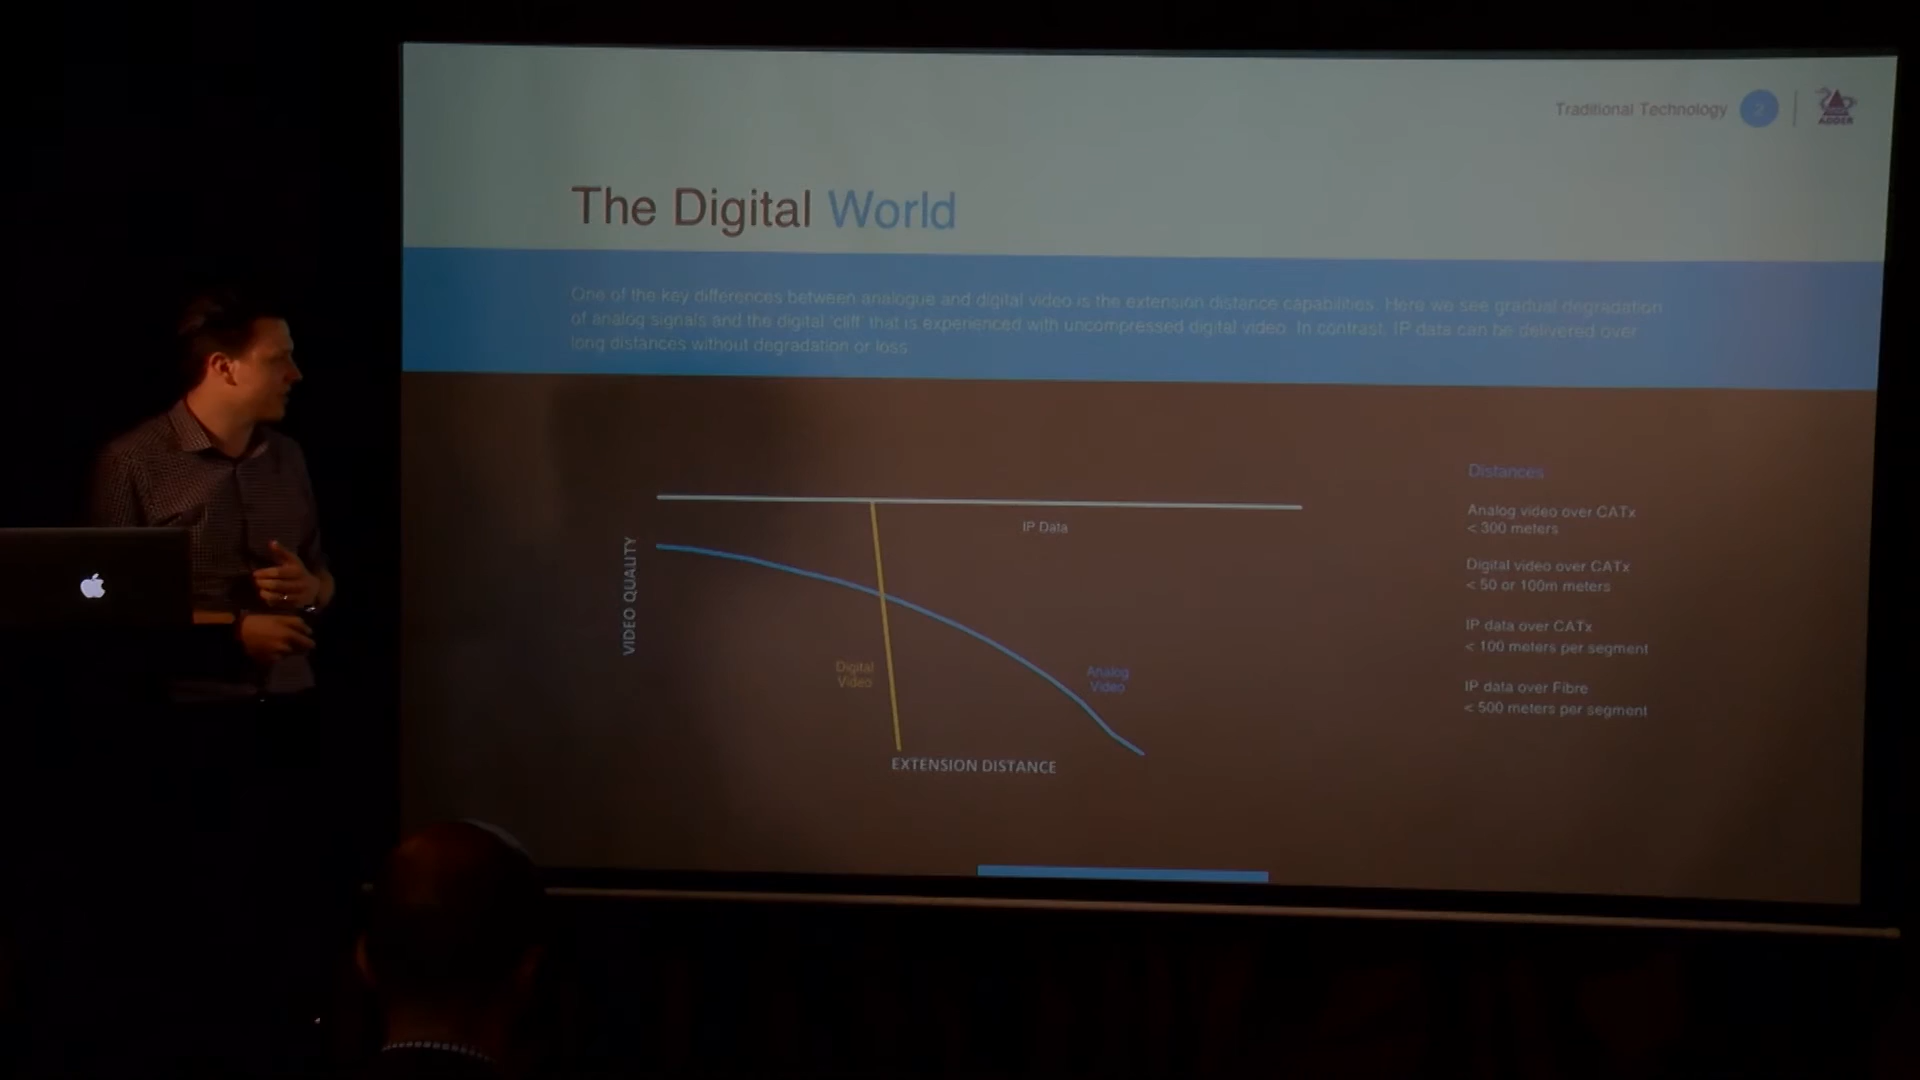 Traditional Technology
2
ADDER
The Digital World
One of the key differences between analogue and digital video is the extension distance capabilities. Here we see gradual degradation
of analog signals and the digital 'cliff' that is experienced with uncompressed digital video. In contrast, IP data can be delivered over
long distances without degradation or loss.
VIDEO QUALITY
IP Data
Digital
Video
Analog
Video
EXTENSION DISTANCE
Distances
Analog video over CATx
< 300 meters
Digital video over CATx
< 50 or 100m meters
IP data over CATx
< 100 meters per segment
IP data over Fibre
< 500 meters per segment